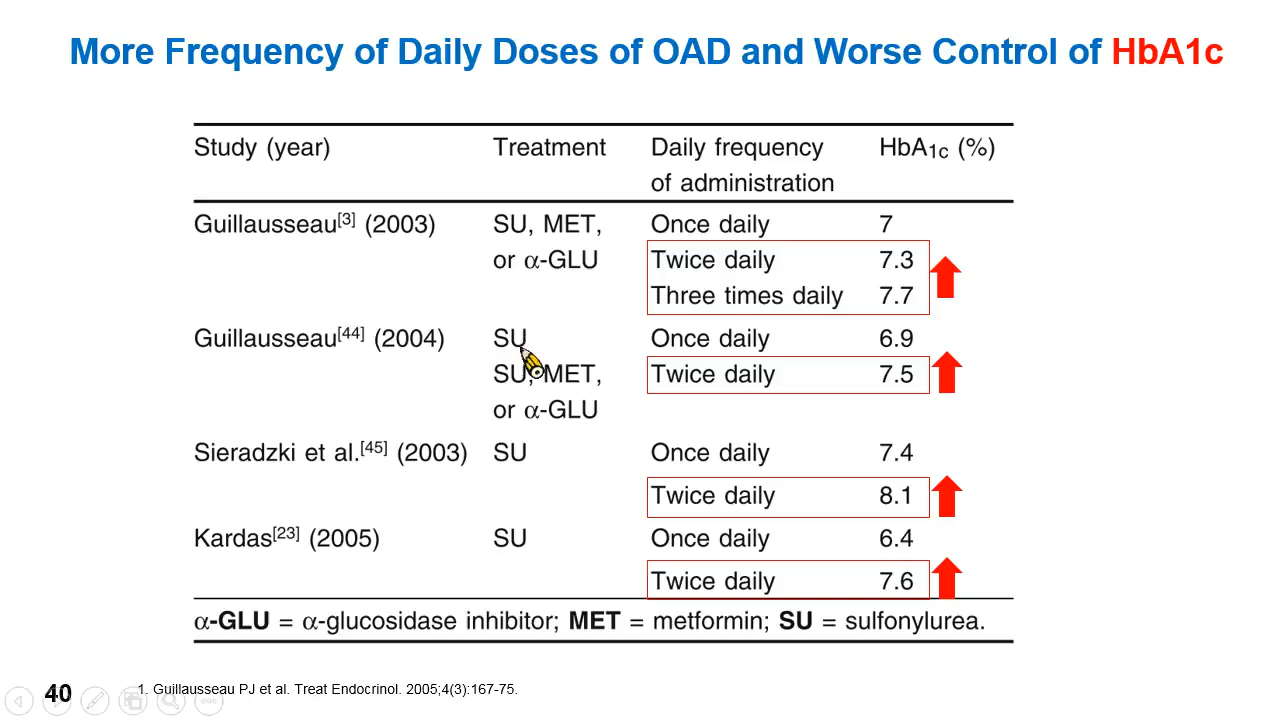 More Frequency of Daily Doses of OAD and Worse Control of HbA1c
Study (year) Treatment Daily frequency of administration HbA1c (%)
Guillausseau[3] (2003) SU, MET, Once daily 7
or α-GLU Twice daily 7.3
Three times daily 7.7
Guillausseau[44] (2004) SU Once daily 6.9
SU, MET, Twice daily 7.5
or α-GLU
Sieradzki et al.[45] (2003) SU Once daily 7.4
Twice daily 8.1
Kardas[23] (2005) SU Once daily 6.4
Twice daily 7.6
α-GLU = α-glucosidase inhibitor; MET = metformin; SU = sulfonylurea.
40
1. Guillausseau PJ et al. Treat Endocrinol. 2005;4(3):167-75.